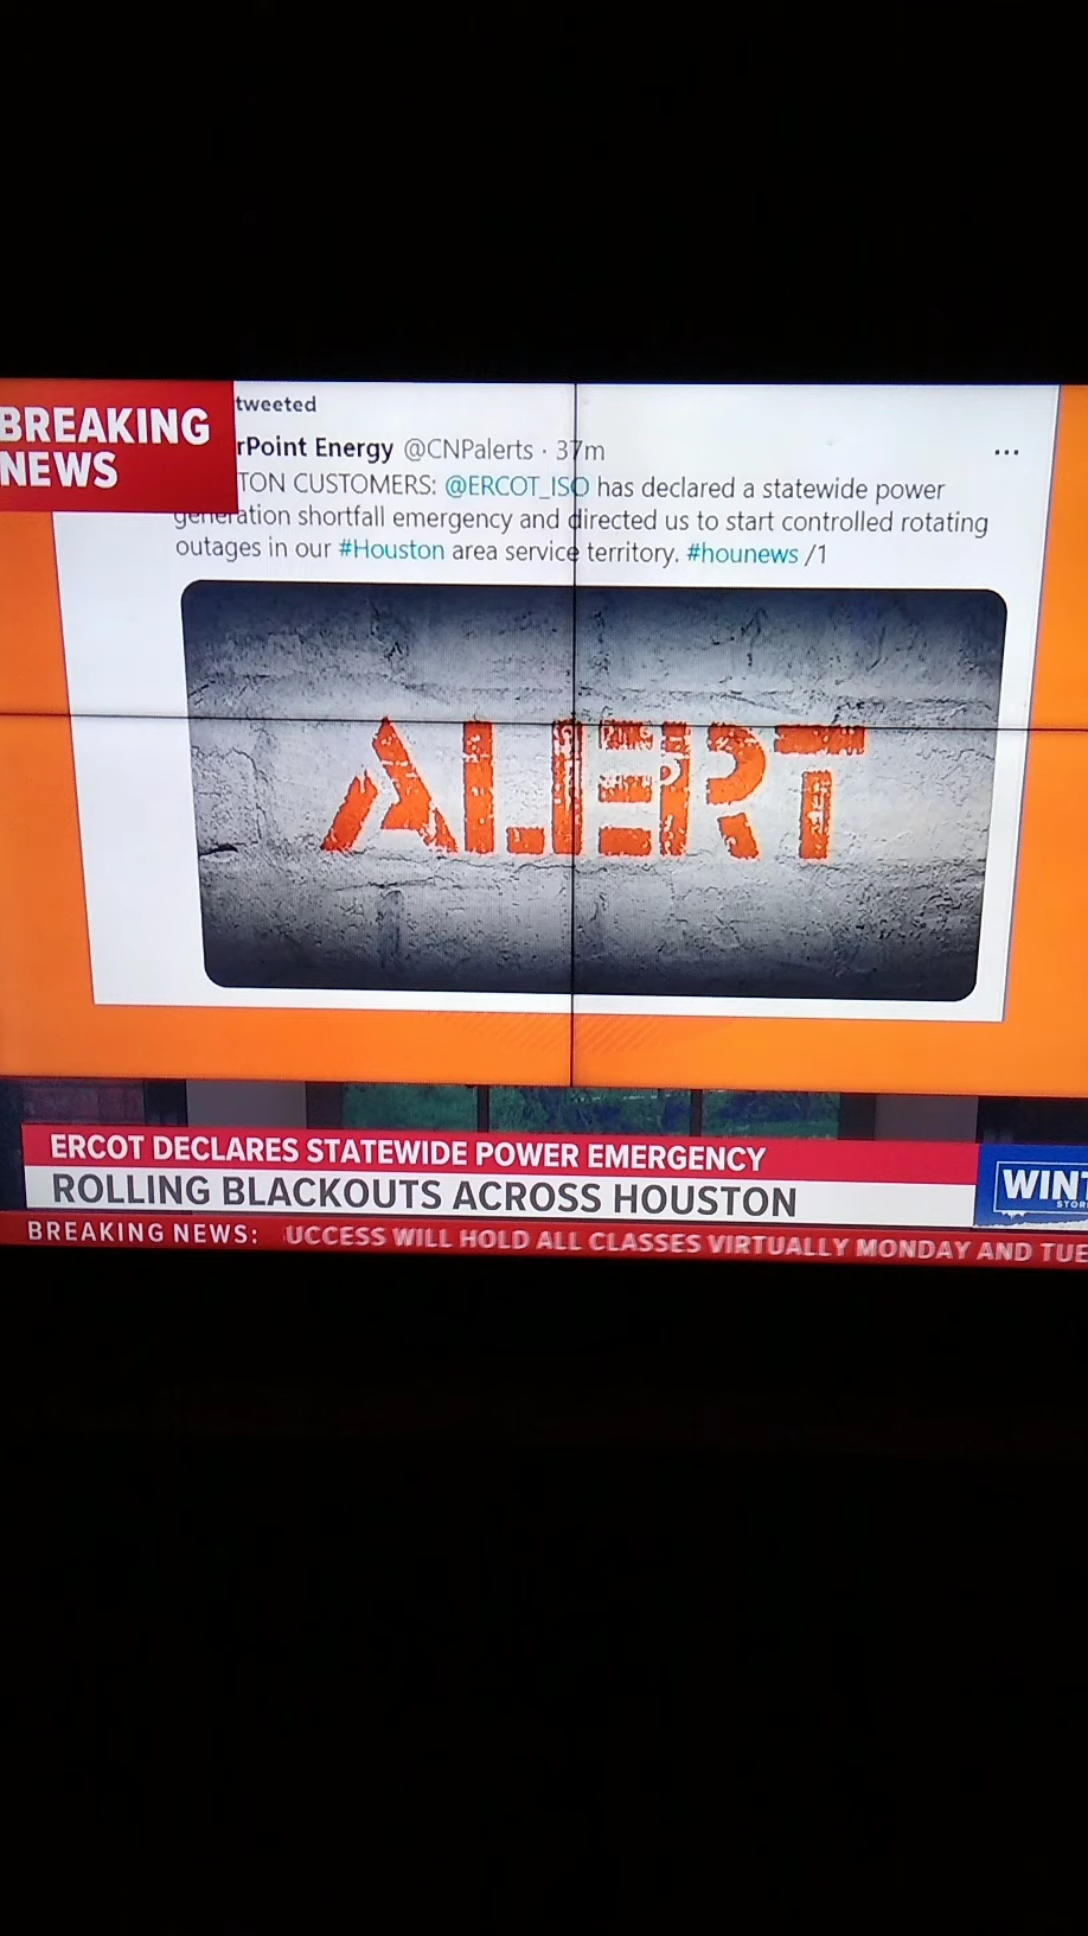 BREAKING
NEWS
tweeted
rPoint Energy @CNPalerts · 37m
TON CUSTOMERS: @ERCOT_ISO has declared a statewide power
generation shortfall emergency and directed us to start controlled rotating
outages in our #Houston area service territory. #hounews /1
ALERT
ERCOT DECLARES STATEWIDE POWER EMERGENCY
ROLLING BLACKOUTS ACROSS HOUSTON
WINT
STOR
BREAKING NEWS: UCCESS WILL HOLD ALL CLASSES VIRTUALLY MONDAY AND TUE